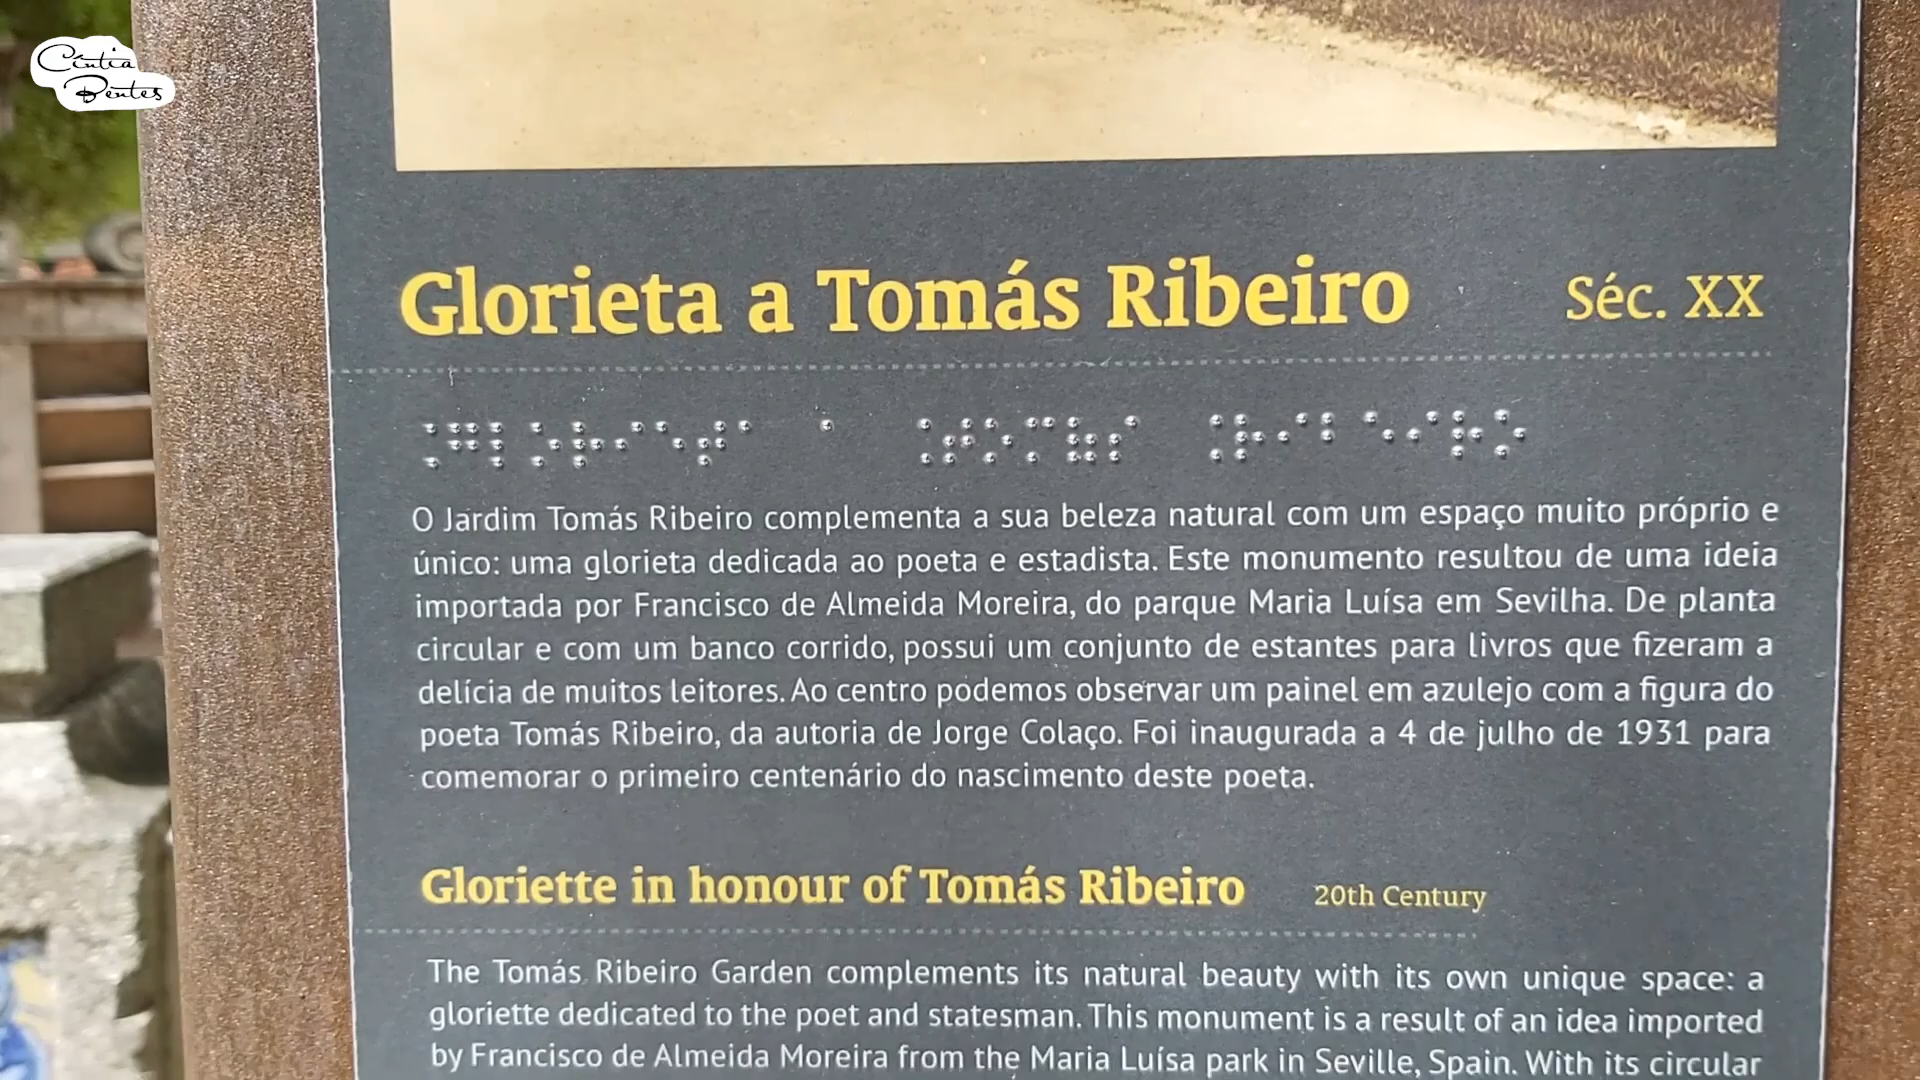 Cíntia
Bentes
Glorieta a Tomás Ribeiro Séc. XX
O Jardim Tomás Ribeiro complementa a sua beleza natural com um espaço muito próprio e
único: uma glorieta dedicada ao poeta e estadista. Este monumento resultou de uma ideia
importada por Francisco de Almeida Moreira, do parque Maria Luísa em Sevilha. De planta
circular e com um banco corrido, possui um conjunto de estantes para livros que fizeram a
delícia de muitos leitores. Ao centro podemos observar um painel em azulejo com a figura do
poeta Tomás Ribeiro, da autoria de Jorge Colaço. Foi inaugurada a 4 de julho de 1931 para
comemorar o primeiro centenário do nascimento deste poeta.
Gloriette in honour of Tomás Ribeiro 20th Century
The Tomás Ribeiro Garden complements its natural beauty with its own unique space: a
gloriette dedicated to the poet and statesman. This monument is a result of an idea imported
by Francisco de Almeida Moreira from the Maria Luísa park in Seville, Spain. With its circular